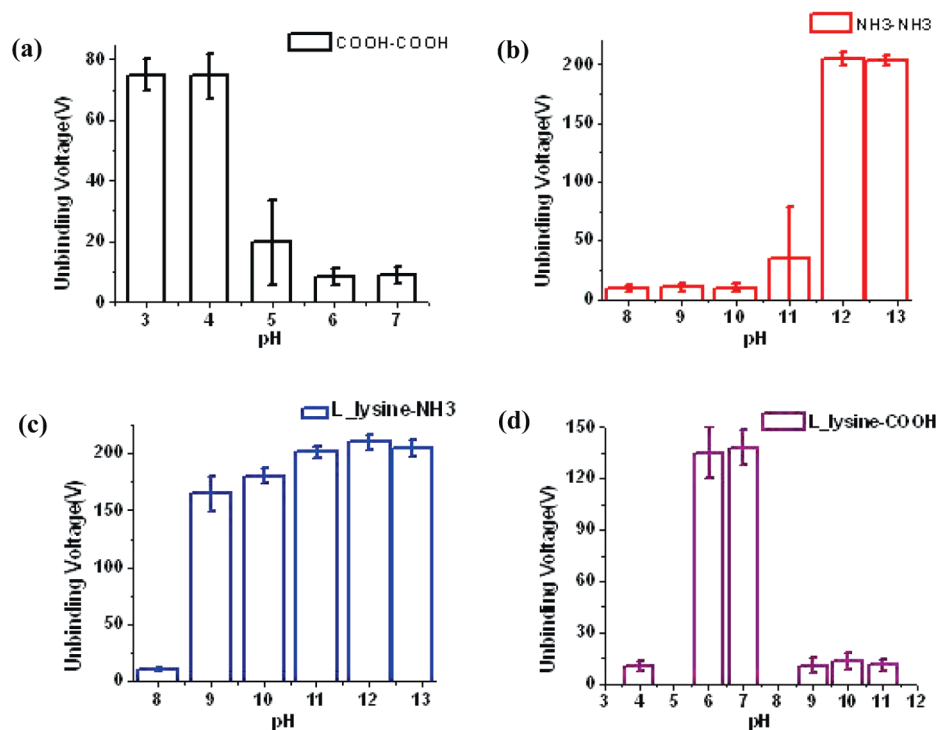 (a)
COOH-COOH
Unbinding Voltage(V)
80
60
40
20
0
3 4 5 6 7
pH
(b)
NH3-NH3
Unbinding Voltage(V)
200
150
100
50
0
8 9 10 11 12 13
pH
(c)
L_lysine-NH3
Unbinding Voltage(V)
200
150
100
50
0
8 9 10 11 12 13
pH
(d)
L_lysine-COOH
Unbinding Voltage(V)
150
120
90
60
30
0
3 4 5 6 7 8 9 10 11 12
pH